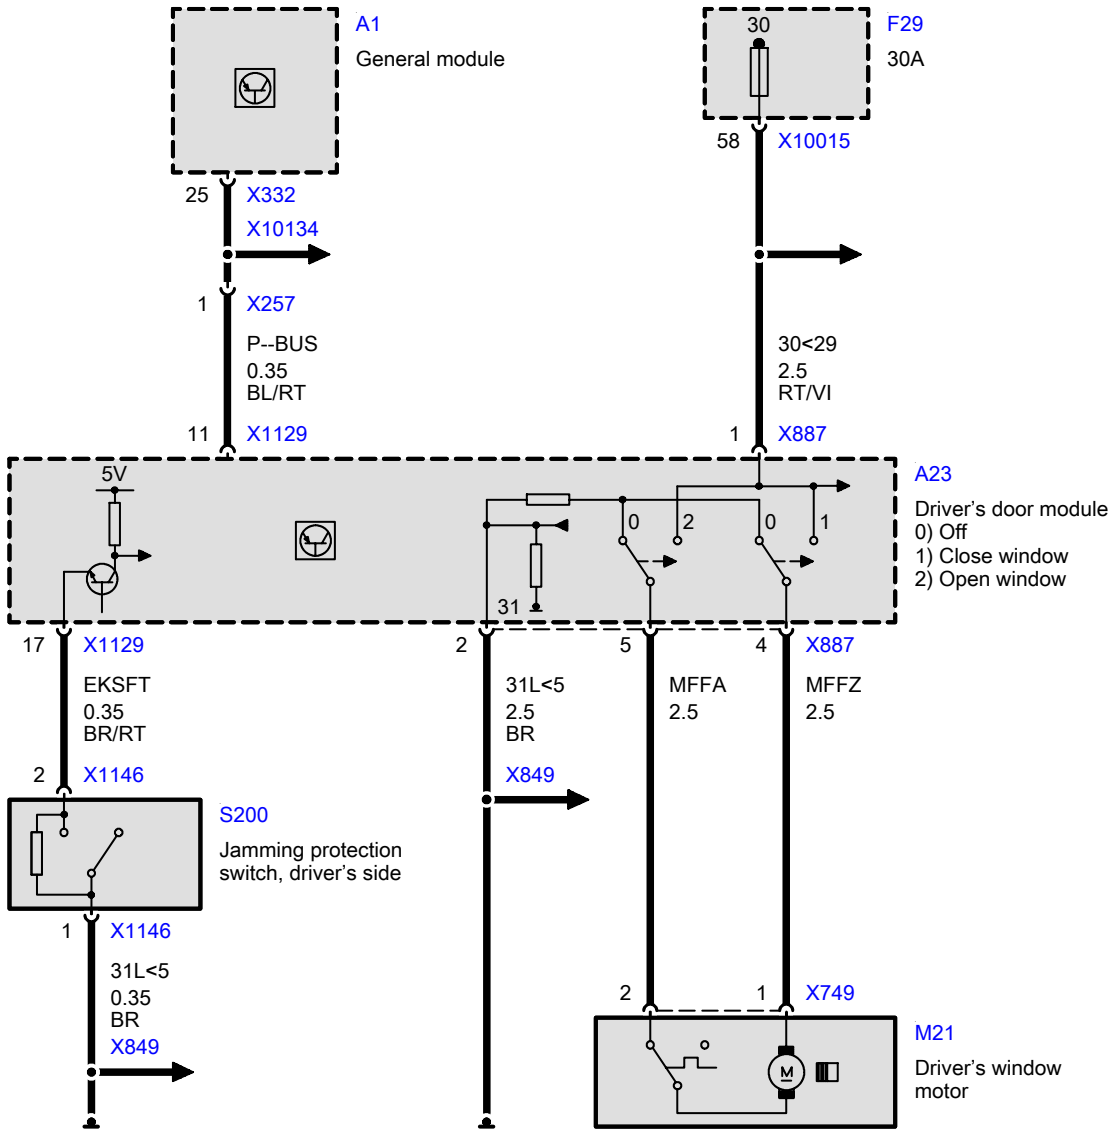 A1
General module
30
F29
30A
58 X10015
25 X332
X10134
1 X257
P--BUS
0.35
BL/RT
30<29
2.5
RT/VI
11 X1129
1 X887
5V
0 2 0 1
31
A23
Driver's door module
0) Off
1) Close window
2) Open window
17 X1129
2 5 4 X887
EKSFT
0.35
BR/RT
31L<5
2.5
BR
MFFA
2.5
MFFZ
2.5
2 X1146
X849
S200
Jamming protection
switch, driver's side
1 X1146
31L<5
0.35
BR
X849
2 1 X749
M
M21
Driver's window
motor